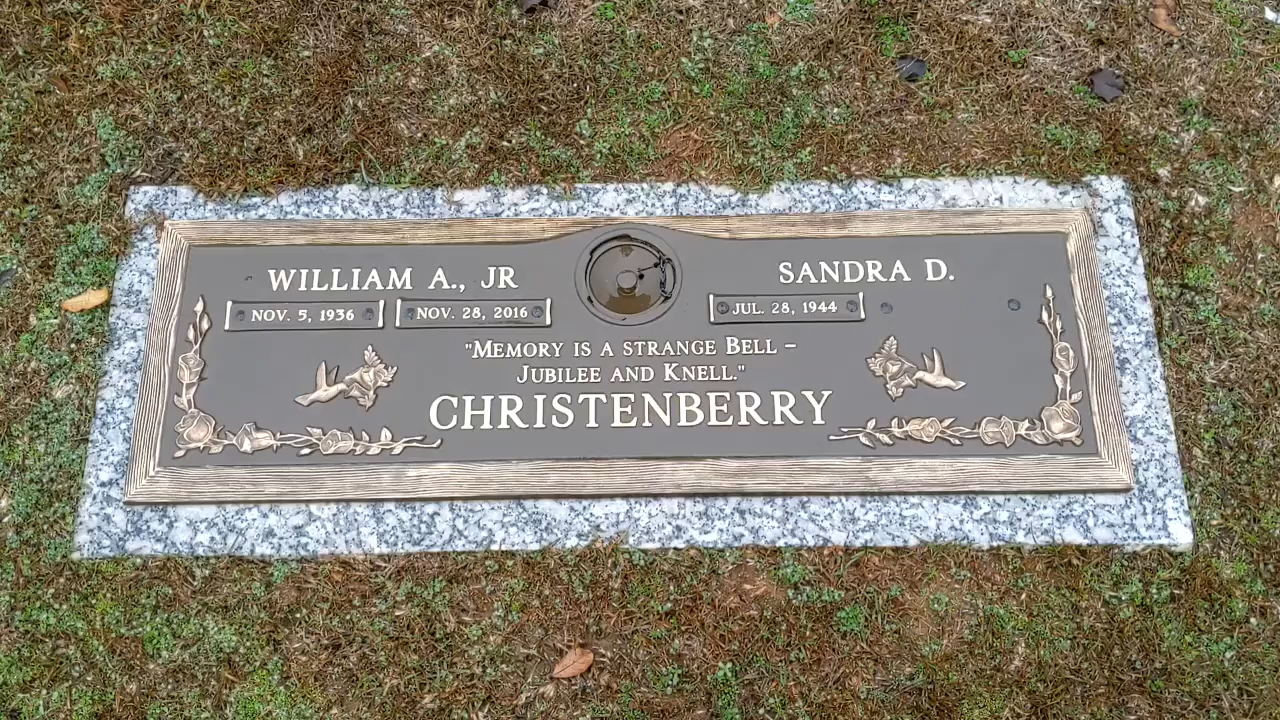 WILLIAM A., JR
NOV. 5, 1936 NOV. 28, 2016
SANDRA D.
JUL. 28, 1944
"MEMORY IS A STRANGE BELL –
JUBILEE AND KNELL."
CHRISTENBERRY